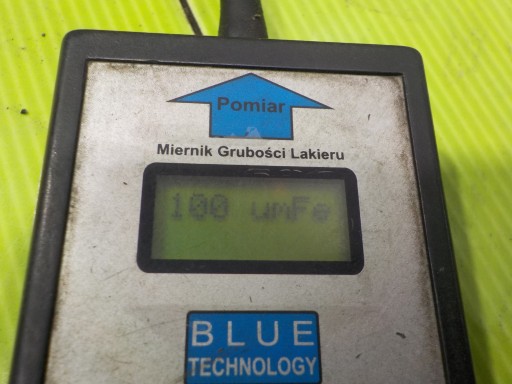 Pomiar
Miernik Grubości Lakieru
100 umFe
BLUE
TECHNOLOGY